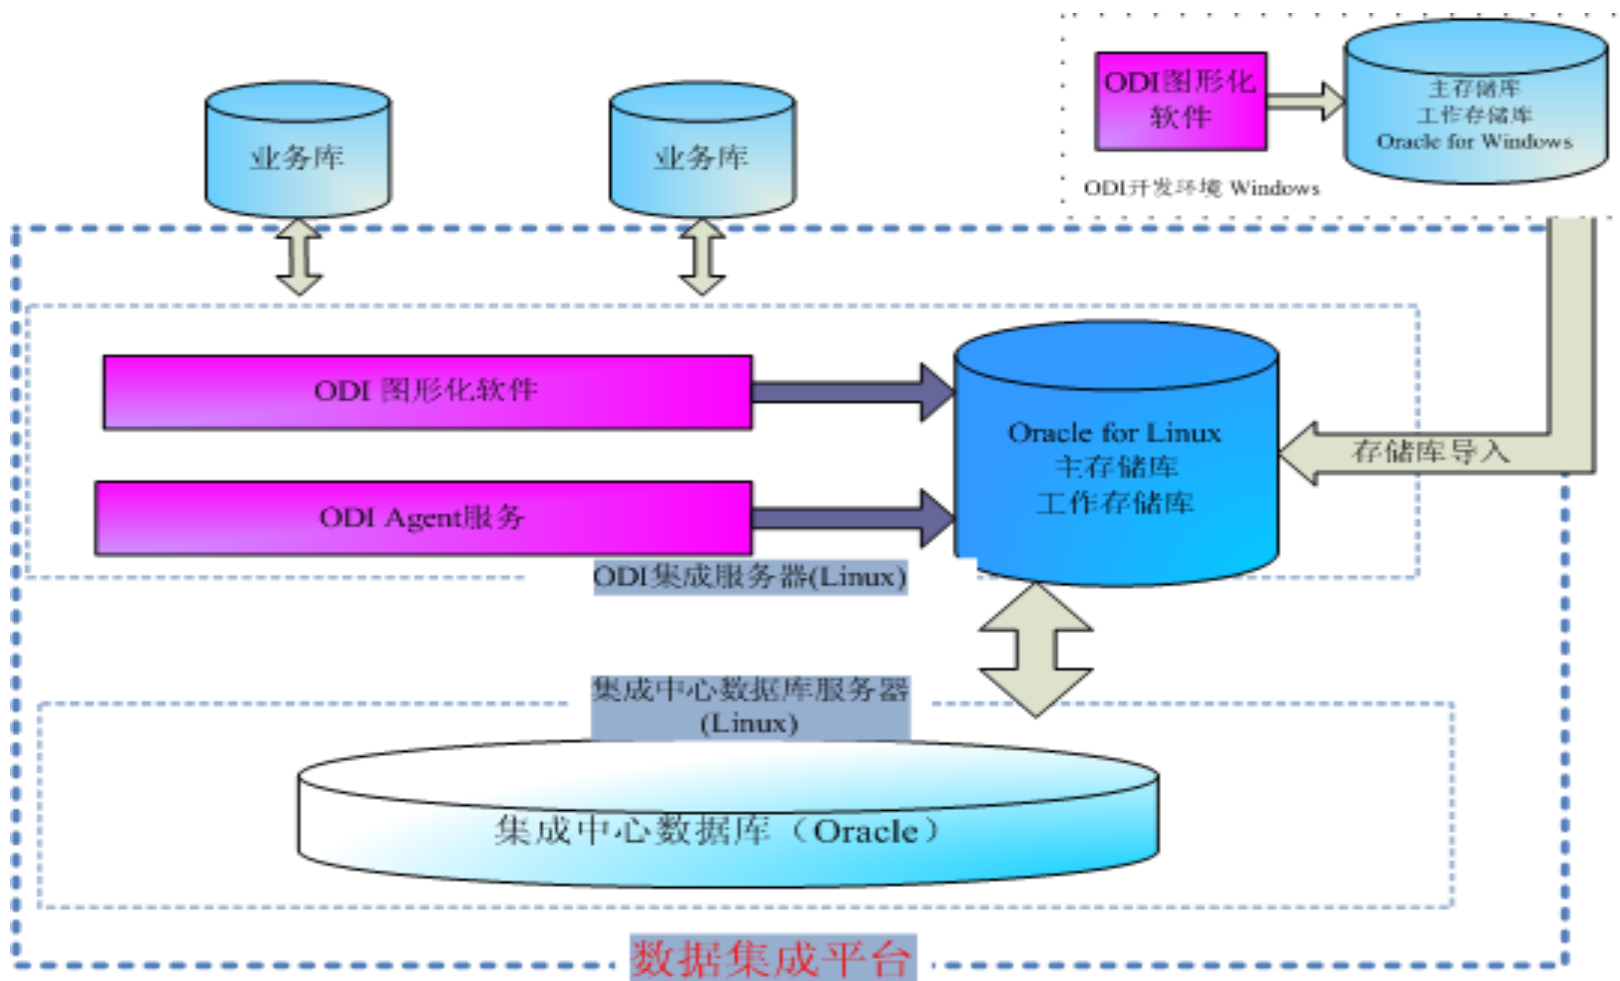 ODI图形化
软件
主存储库
工作存储库
Oracle for Windows
ODI开发环境 Windows
业务库
业务库
ODI 图形化软件
Oracle for Linux
主存储库
工作存储库
存储库导入
ODI Agent服务
ODI集成服务器(Linux)
集成中心数据库服务器
(Linux)
集成中心数据库（Oracle）
数据集成平台